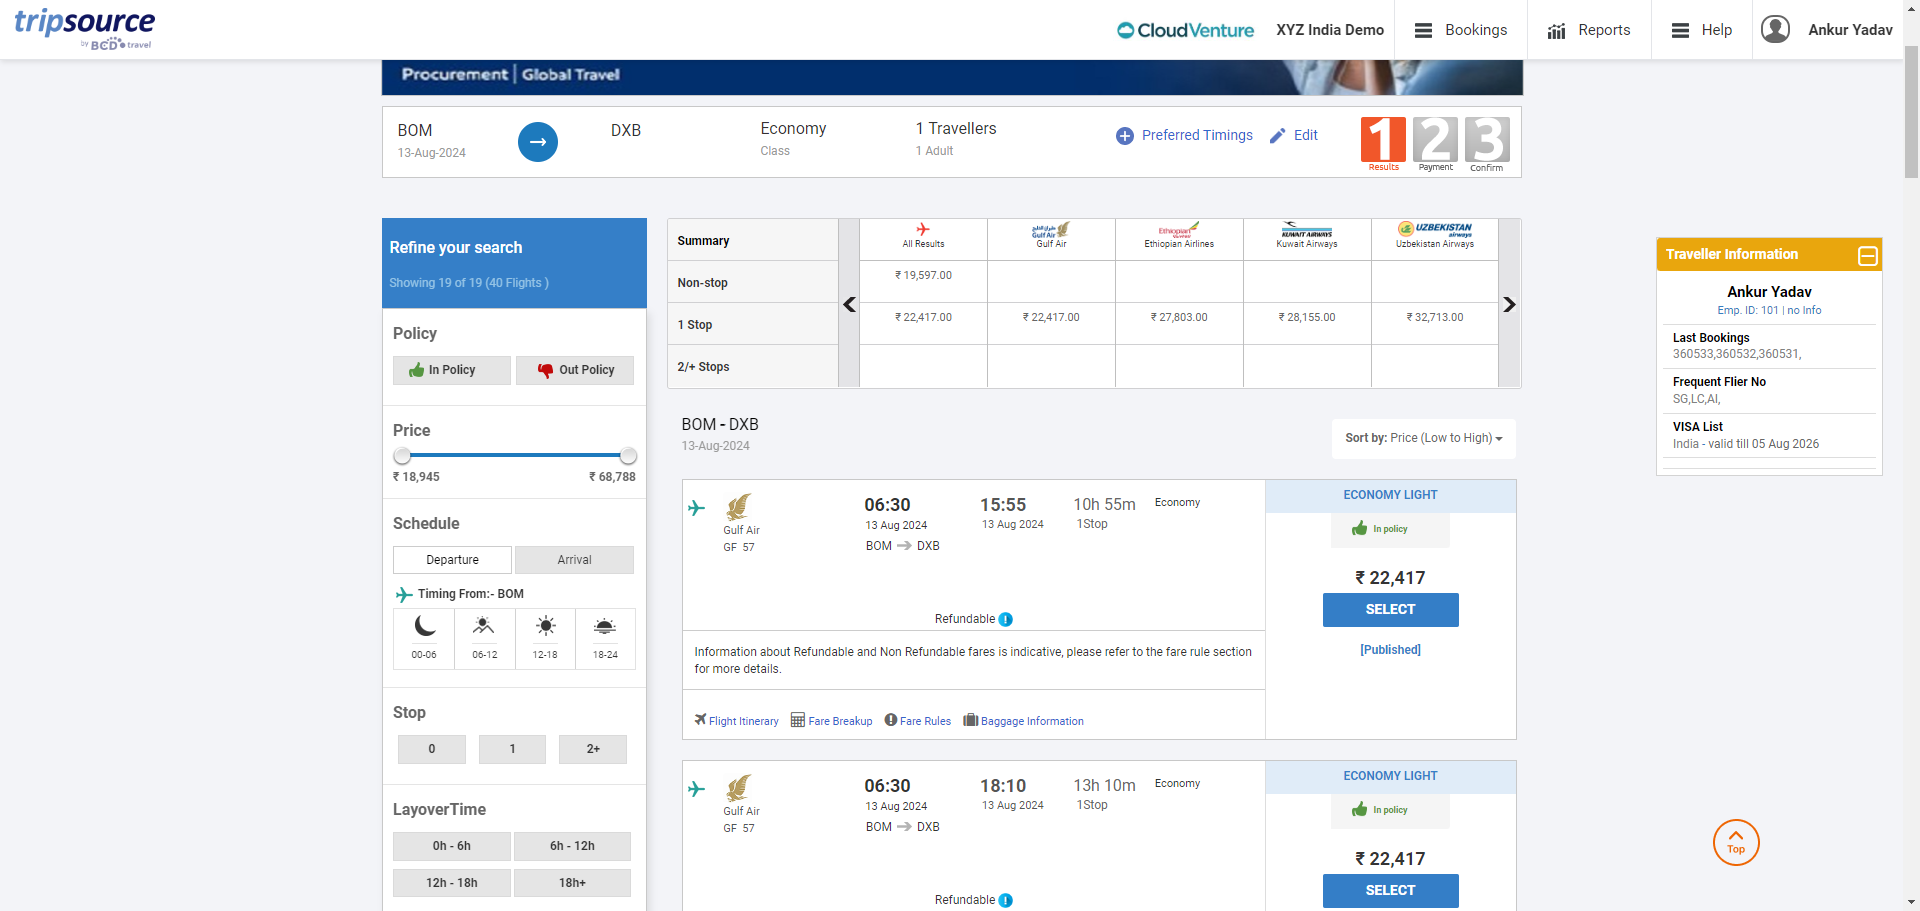 tripsource
by BCD travel
CloudVenture
XYZ India Demo
Bookings
Reports
Help
Ankur Yadav
Procurement | Global Travel
BOM
13-Aug-2024
DXB
Economy
Class
1 Travellers
1 Adult
Preferred Timings
Edit
1
Results
2
Payment
3
Confirm
Refine your search
Showing 19 of 19 (40 Flights )
Policy
In Policy
Out Policy
Price
₹ 18,945
₹ 68,788
Schedule
Departure
Arrival
Timing From:- BOM
00-06
06-12
12-18
18-24
Stop
0
1
2+
LayoverTime
0h - 6h
6h - 12h
12h - 18h
18h+
Summary
All Results
Gulf Air
Gulf Air
Ethiopian
Ethiopian Airlines
KUWAIT AIRWAYS
Kuwait Airways
UZBEKISTAN
airways
Uzbekistan Airways
Non-stop
₹ 19,597.00
1 Stop
₹ 22,417.00
₹ 22,417.00
₹ 27,803.00
₹ 28,155.00
₹ 32,713.00
2/+ Stops
BOM - DXB
13-Aug-2024
Sort by: Price (Low to High)
Gulf Air
GF 57
06:30
13 Aug 2024
BOM
DXB
15:55
13 Aug 2024
10h 55m
1Stop
Economy
Refundable
Information about Refundable and Non Refundable fares is indicative, please refer to the fare rule section
for more details.
Flight Itinerary
Fare Breakup
Fare Rules
Baggage Information
ECONOMY LIGHT
In policy
₹ 22,417
SELECT
[Published]
Gulf Air
GF 57
06:30
13 Aug 2024
BOM
DXB
18:10
13 Aug 2024
13h 10m
1Stop
Economy
Refundable
ECONOMY LIGHT
In policy
₹ 22,417
SELECT
Traveller Information
Ankur Yadav
Emp. ID: 101 | no Info
Last Bookings
360533,360532,360531,
Frequent Flier No
SG,LC,AI,
VISA List
India - valid till 05 Aug 2026
Top